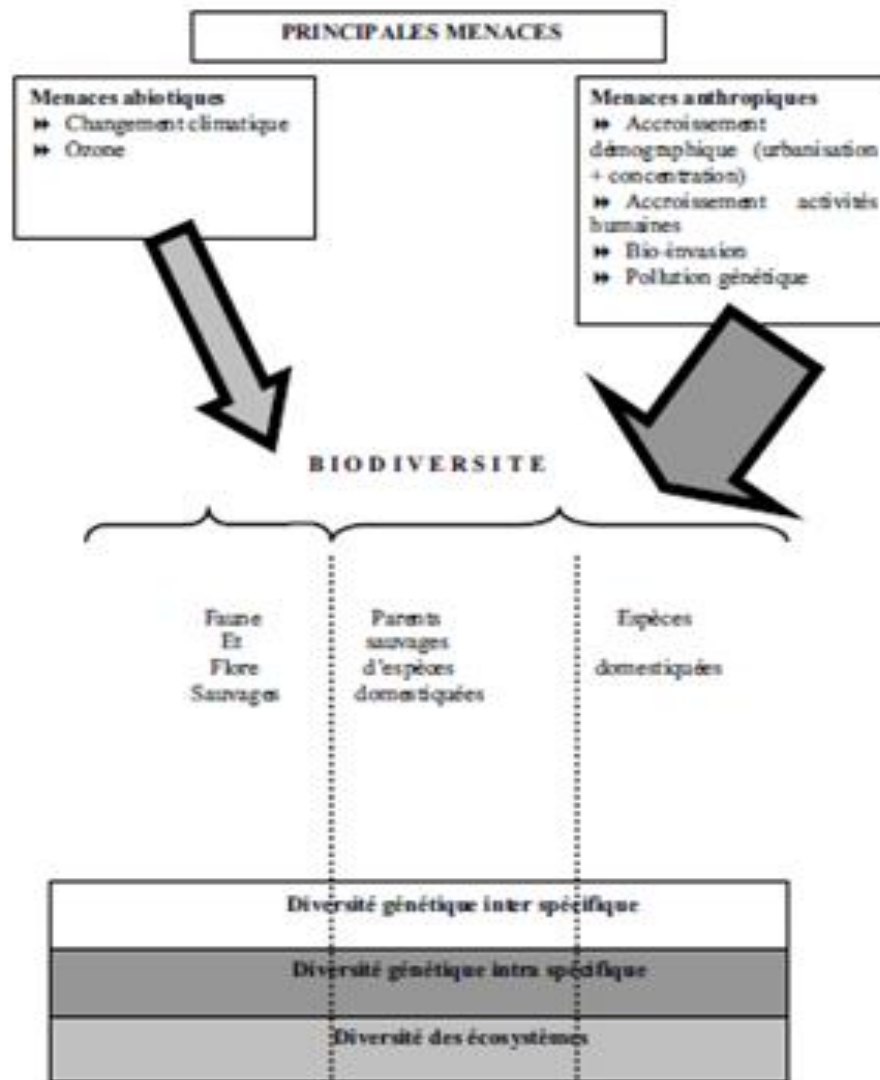 PRINCIPALES MENACES
Menaces abiotiques
Changement climatique
Ozone
Menaces anthropiques
Accroissement
démographique (urbanisation
+ concentration)
Accroissement activités
humaines
Bio-invasion
Pollution génétique
BIODIVERSITE
Faune
Et
Flore
Sauvages
Parents
sauvages
d'espèces
domestiquées
Espèces
domestiquées
Diversité génétique inter spécifique
Diversité génétique intra spécifique
Diversité des écosystèmes